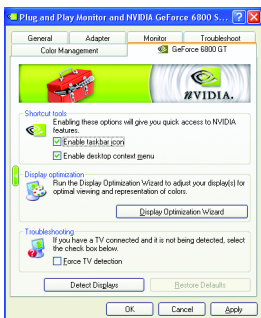 Plug and Play Monitor and NVIDIA GeForce 6800 S...
General
Adapter
Monitor
Troubleshoot
Color Management
GeForce 6800 GT
nVIDIA.
Shortcut tools
Enabling these options will give you quick access to NVIDIA
features.
Enable taskbar icon
Enable desktop context menu
Display optimization
Run the Display Optimization Wizard to adjust your display(s) for
optimal viewing and representation of colors.
Display Optimization Wizard
Troubleshooting
If you have a TV connected and it is not being detected, select
the check box below.
Force TV detection
Detect Displays
Restore Defaults
OK
Cancel
Apply